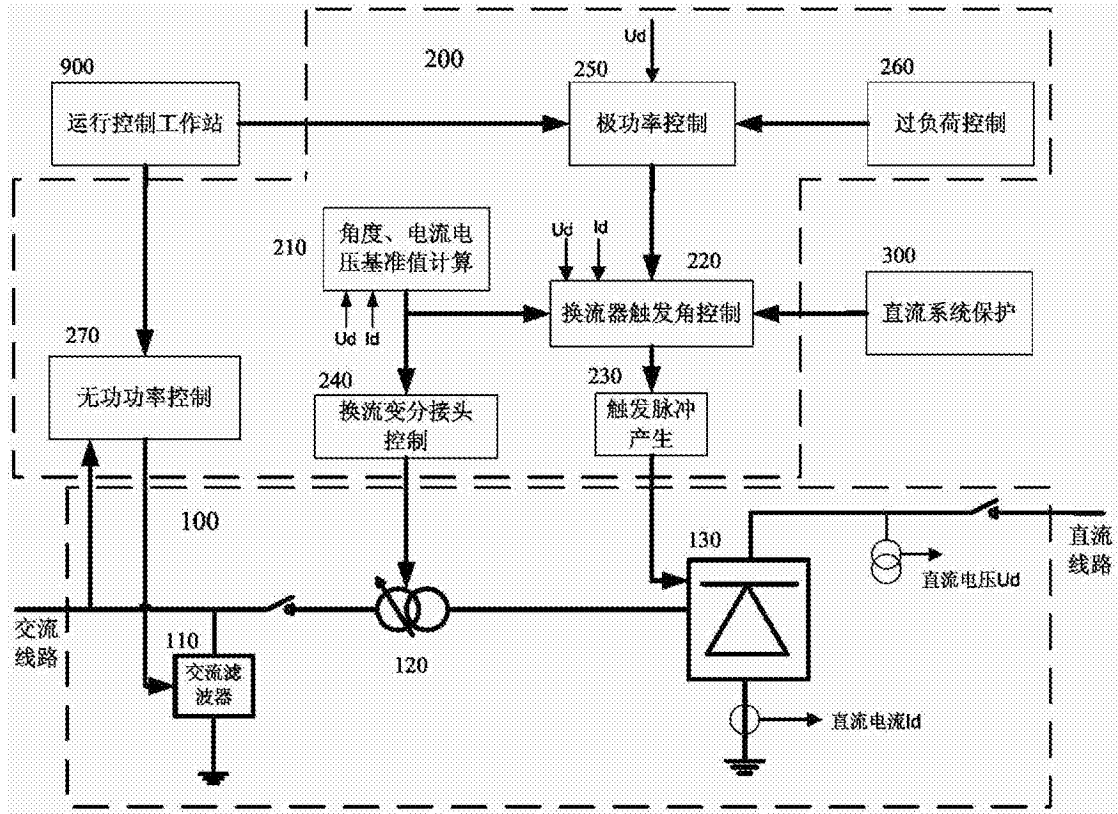 Ud
900
200
250
260
运行控制工作站
极功率控制
过负荷控制
210
角度、电流电
压基准值计算
Ud
Id
220
300
换流器触发角控制
直流系统保护
Ud
Id
270
无功功率控制
240
换流变分接头
控制
230
触发脉冲
产生
100
130
直流
线路
直流电压Ud
交流
线路
110
交流滤
波器
120
直流电流Id